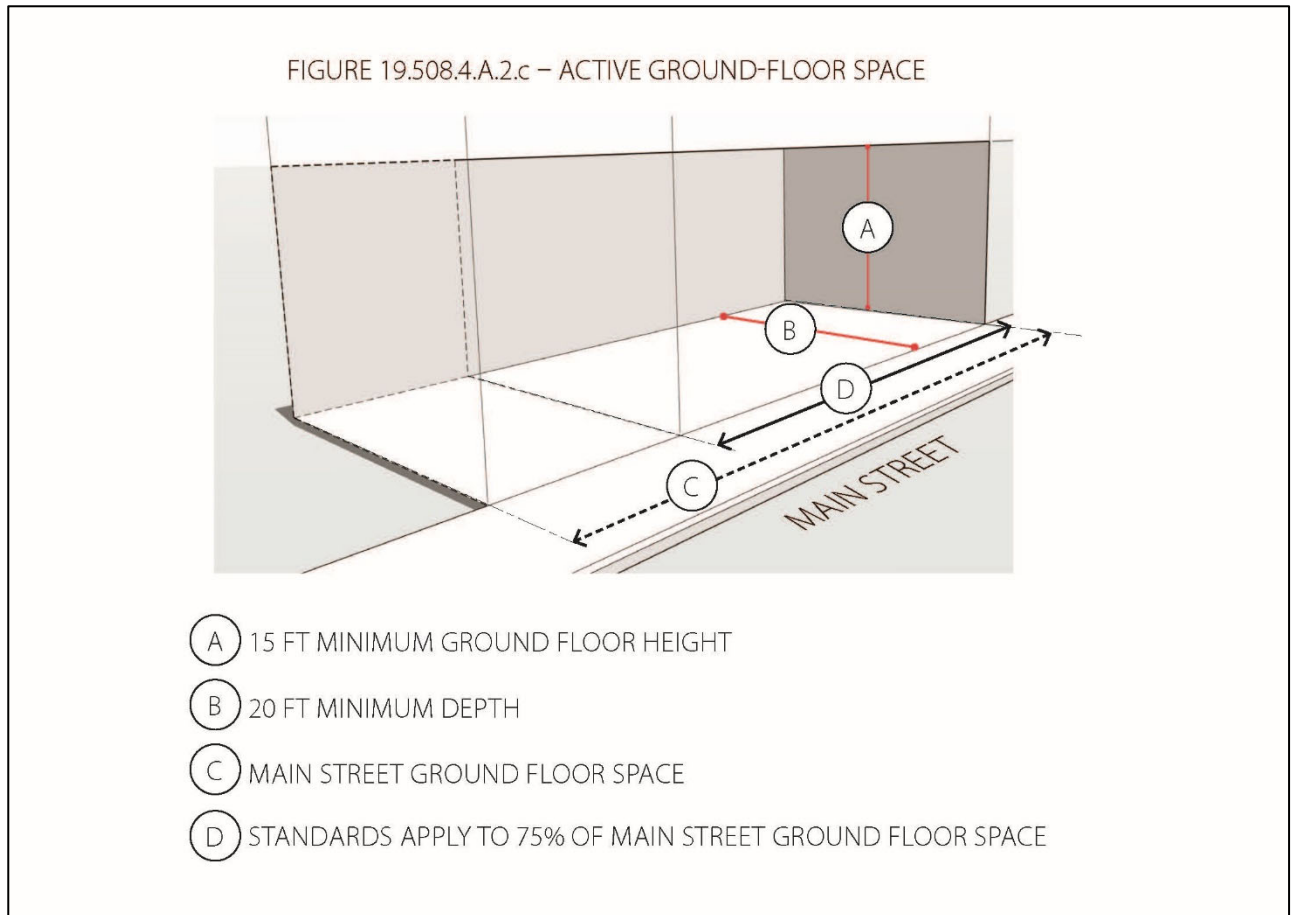 FIGURE 19.508.4.A.2.c – ACTIVE GROUND-FLOOR SPACE
A
B
D
C
MAIN STREET
A 15 FT MINIMUM GROUND FLOOR HEIGHT
B 20 FT MINIMUM DEPTH
C MAIN STREET GROUND FLOOR SPACE
D STANDARDS APPLY TO 75% OF MAIN STREET GROUND FLOOR SPACE